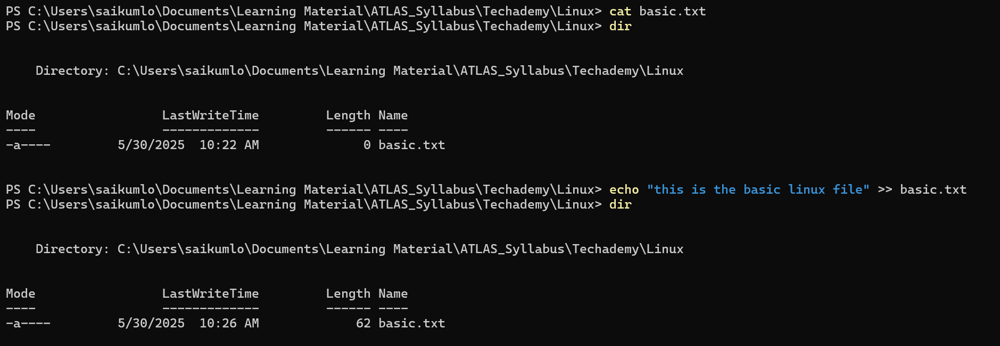 PS C:\Users\saikumlo\Documents\Learning Material\ATLAS_Syllabus\Techademy\Linux> cat basic.txt
PS C:\Users\saikumlo\Documents\Learning Material\ATLAS_Syllabus\Techademy\Linux> dir
    Directory: C:\Users\saikumlo\Documents\Learning Material\ATLAS_Syllabus\Techademy\Linux
Mode                 LastWriteTime         Length Name
----                 -------------         ------ ----
-a----         5/30/2025  10:22 AM              0 basic.txt
PS C:\Users\saikumlo\Documents\Learning Material\ATLAS_Syllabus\Techademy\Linux> echo "this is the basic linux file" >> basic.txt
PS C:\Users\saikumlo\Documents\Learning Material\ATLAS_Syllabus\Techademy\Linux> dir
    Directory: C:\Users\saikumlo\Documents\Learning Material\ATLAS_Syllabus\Techademy\Linux
Mode                 LastWriteTime         Length Name
----                 -------------         ------ ----
-a----         5/30/2025  10:26 AM             62 basic.txt